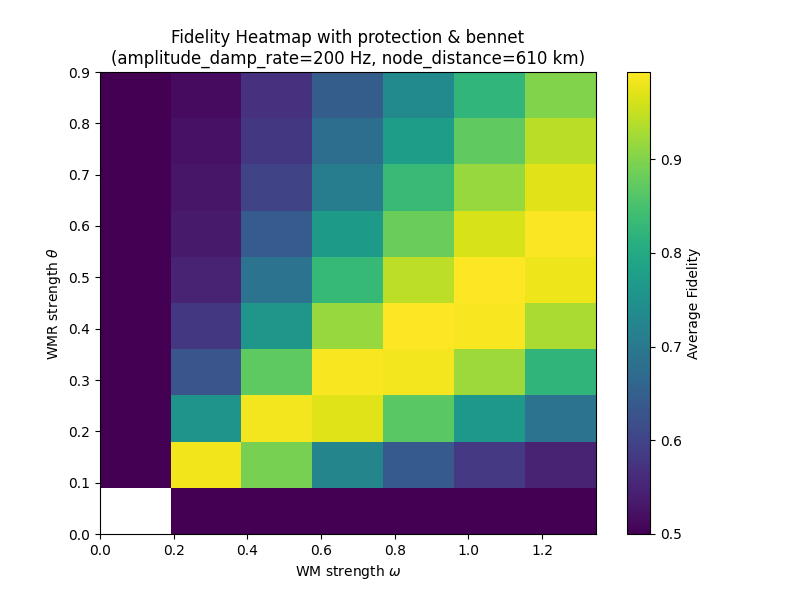 Fidelity Heatmap with protection & bennet
(amplitude_damp_rate=200 Hz, node_distance=610 km)
0.9
0.8
0.7
0.6
0.5
0.4
0.3
0.2
0.1
0.0
WMR strength θ
0.0 0.2 0.4 0.6 0.8 1.0 1.2
WM strength ω
0.9
0.8
0.7
0.6
0.5
Average Fidelity